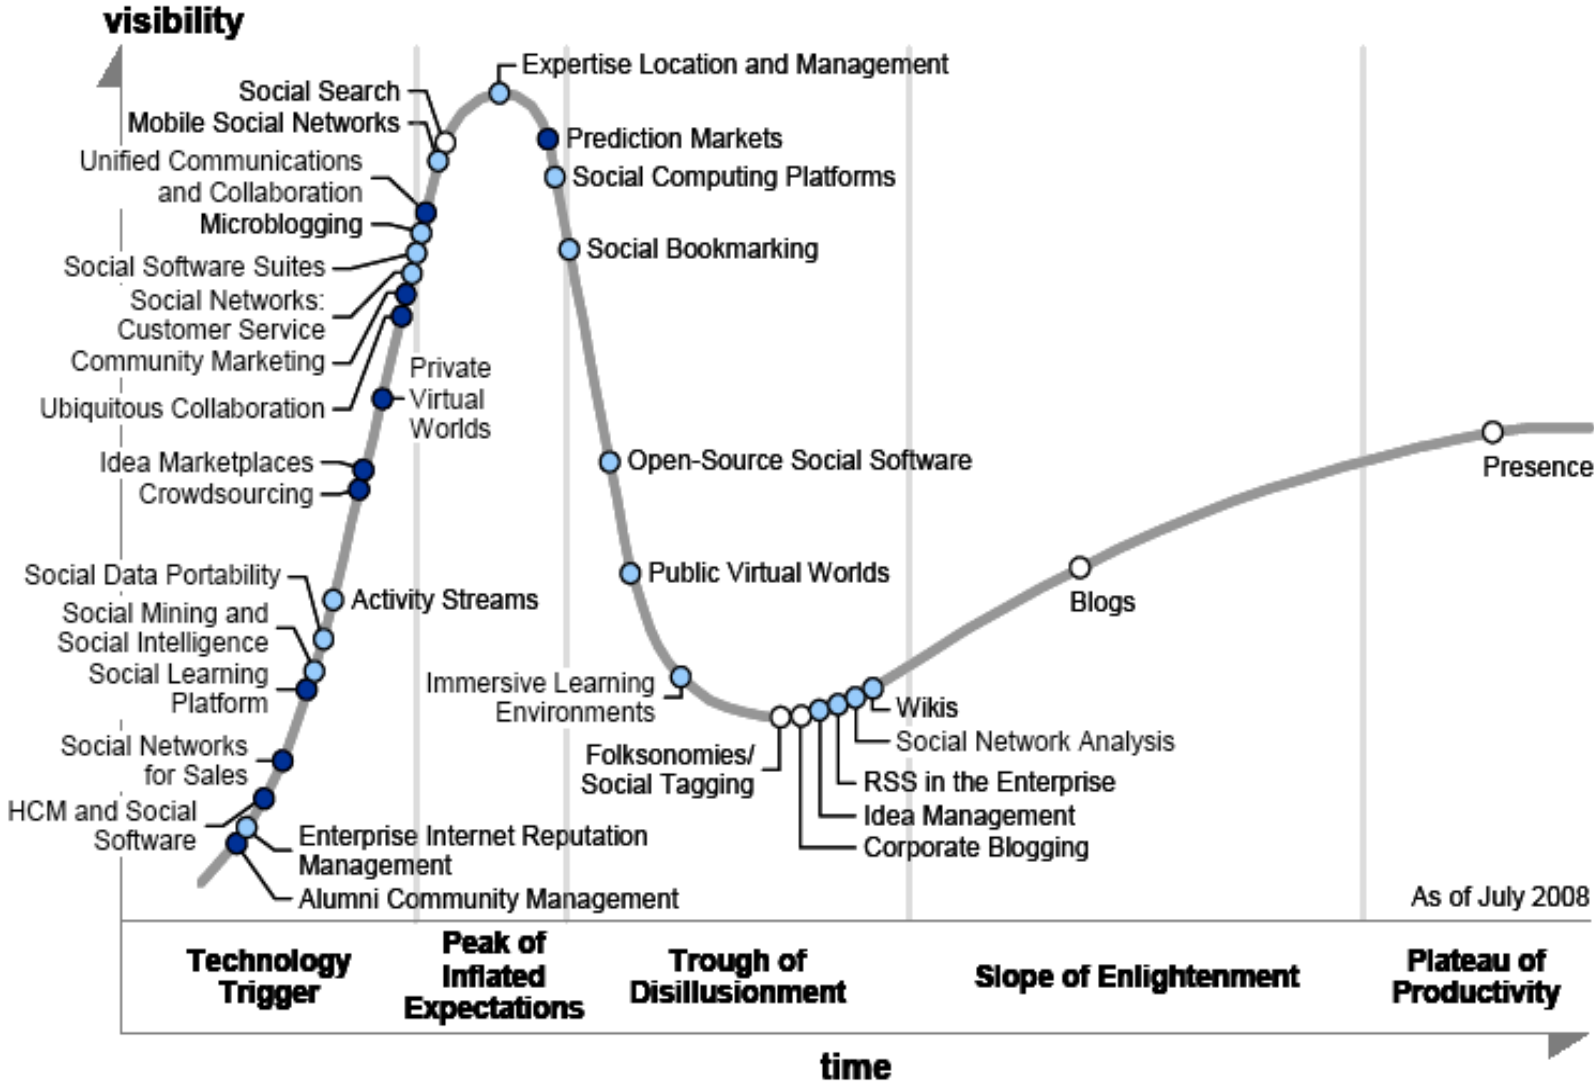 visibility
Expertise Location and Management
Social Search
Mobile Social Networks
Prediction Markets
Unified Communications
and Collaboration
Social Computing Platforms
Microblogging
Social Bookmarking
Social Software Suites
Social Networks:
Customer Service
Community Marketing
Private
Virtual
Worlds
Ubiquitous Collaboration
Idea Marketplaces
Open-Source Social Software
Crowdsourcing
Social Data Portability
Public Virtual Worlds
Activity Streams
Social Mining and
Social Intelligence
Social Learning
Platform
Immersive Learning
Environments
Presence
Blogs
Wikis
Social Network Analysis
Social Networks
for Sales
Folksonomies/
Social Tagging
RSS in the Enterprise
Idea Management
Corporate Blogging
HCM and Social
Software
Enterprise Internet Reputation
Management
Alumni Community Management
As of July 2008
Technology
Trigger
Peak of
Inflated
Expectations
Trough of
Disillusionment
Slope of Enlightenment
Plateau of
Productivity
time